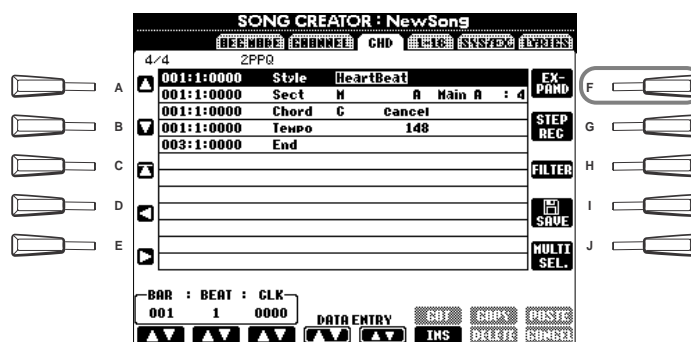 SONG CREATOR : NewSong
REC MODE CHANNEL CHD 1-16 SYS/EX. LYRICS
4/4 2PPQ
A 001:1:0000 Style HeartBeat EX-PAND F
001:1:0000 Sect M A Main A : 4
B 001:1:0000 Chord C Cancel STEP REC G
001:1:0000 Tempo 148
003:1:0000 End
C FILTER H
D SAVE I
E MULTI SEL. J
BAR : BEAT : CLK
001 1 0000 DATA ENTRY CUT COPY PASTE
INS DELETE CANCEL